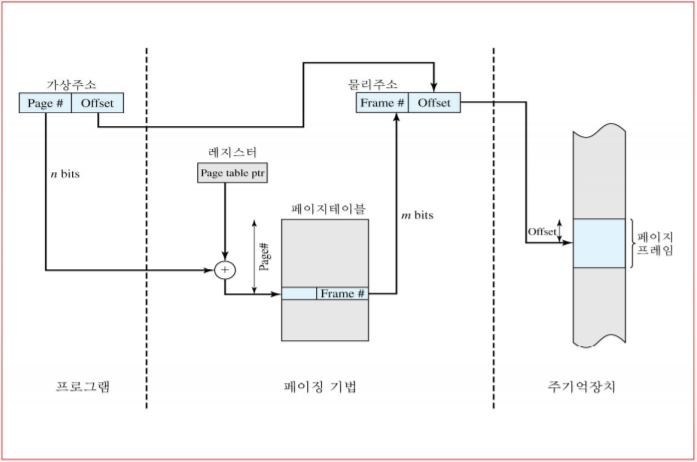 가상주소
Page # Offset
물리주소
Frame # Offset
n bits
레지스터
Page table ptr
페이지테이블
m bits
Page#
Offset
페이지
프레임
+
Frame #
프로그램
페이징 기법
주기억장치